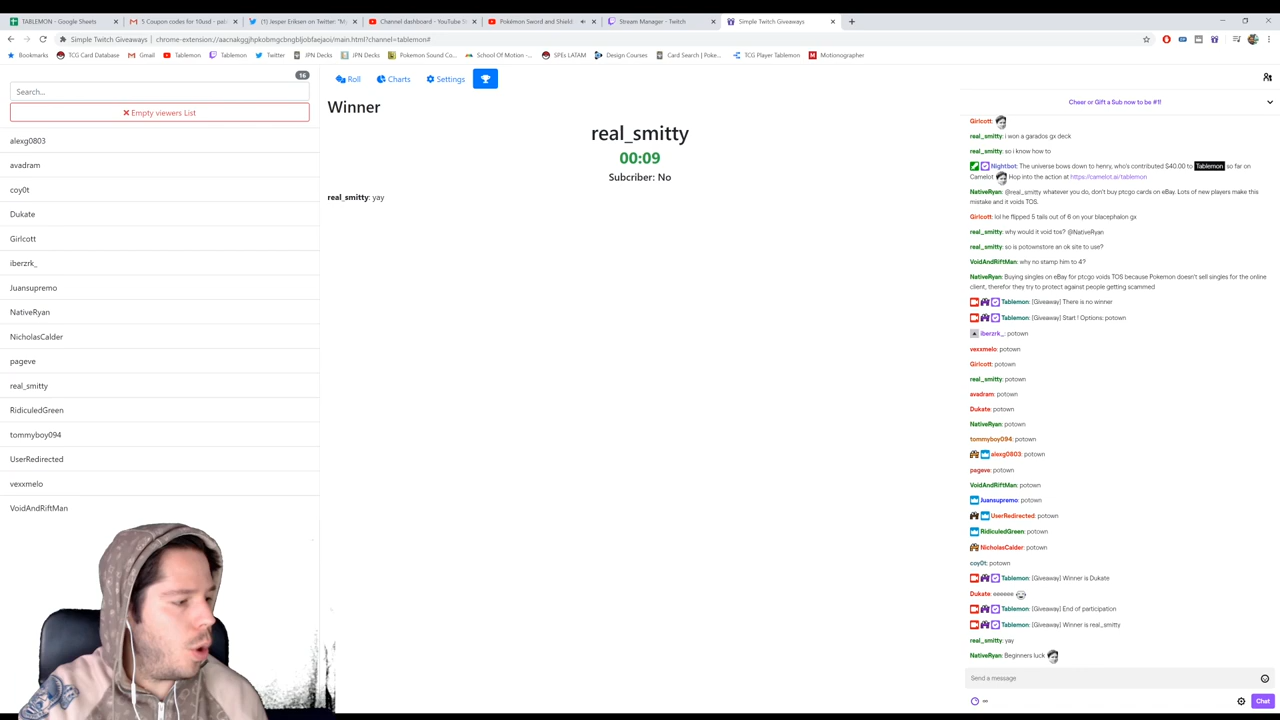 TABLEMON - Google Sheets
5 Coupon codes for 10usd - pala
(1) Jesper Eriksen on Twitter: "M
Channel dashboard - YouTube St
Pokémon Sword and Shield
Stream Manager - Twitch
Simple Twitch Giveaways
Simple Twitch Giveaways | chrome-extension://aacnakggjhpkobmgcbngbljobfaejaoi/main.html?channel=tablemon#
Bookmarks TCG Card Database Gmail Tablemon Tablemon Twitter JPN Decks JPN Decks Pokemon Sound Co... School Of Motion -... SPEs LATAM Design Courses Card Search | Poke... TCG Player Tablemon Motionographer
16
Search...
Empty viewers List
alexg0803
avadram
coy0t
Dukate
Girlcott
iberzrk_
Juansupremo
NativeRyan
NicholasCalder
pageve
real_smitty
RidiculedGreen
tommyboy094
UserRedirected
vexxmelo
VoidAndRiftMan
Roll Charts Settings
Winner
real_smitty
00:09
Subcriber: No
real_smitty: yay
Cheer or Gift a Sub now to be #1!
Girlcott:
real_smitty: i won a garados gx deck
real_smitty: so i know how to
Nightbot: The universe bows down to henry, who's contributed $40.00 to Tablemon so far on
Camelot Hop into the action at https://camelot.ai/tablemon
NativeRyan: @real_smitty whatever you do, don't buy ptcgo cards on eBay. Lots of new players make this
mistake and it voids TOS.
Girlcott: lol he flipped 5 tails out of 6 on your blacephalon gx
real_smitty: why would it void tos? @NativeRyan
real_smitty: so is potownstore an ok site to use?
VoidAndRiftMan: why no stamp him to 4?
NativeRyan: Buying singles on eBay for ptcgo voids TOS because Pokemon doesn't sell singles for the online
client, therefor they try to protect against people getting scammed
Tablemon: [Giveaway] There is no winner
Tablemon: [Giveaway] Start ! Options: potown
iberzrk_: potown
vexxmelo: potown
Girlcott: potown
real_smitty: potown
avadram: potown
Dukate: potown
NativeRyan: potown
tommyboy094: potown
alexg0803: potown
pageve: potown
VoidAndRiftMan: potown
Juansupremo: potown
UserRedirected: potown
RidiculedGreen: potown
NicholasCalder: potown
coy0t: potown
Tablemon: [Giveaway] Winner is Dukate
Dukate: eeeeee
Tablemon: [Giveaway] End of participation
Tablemon: [Giveaway] Winner is real_smitty
real_smitty: yay
NativeRyan: Beginners luck
Send a message
Chat